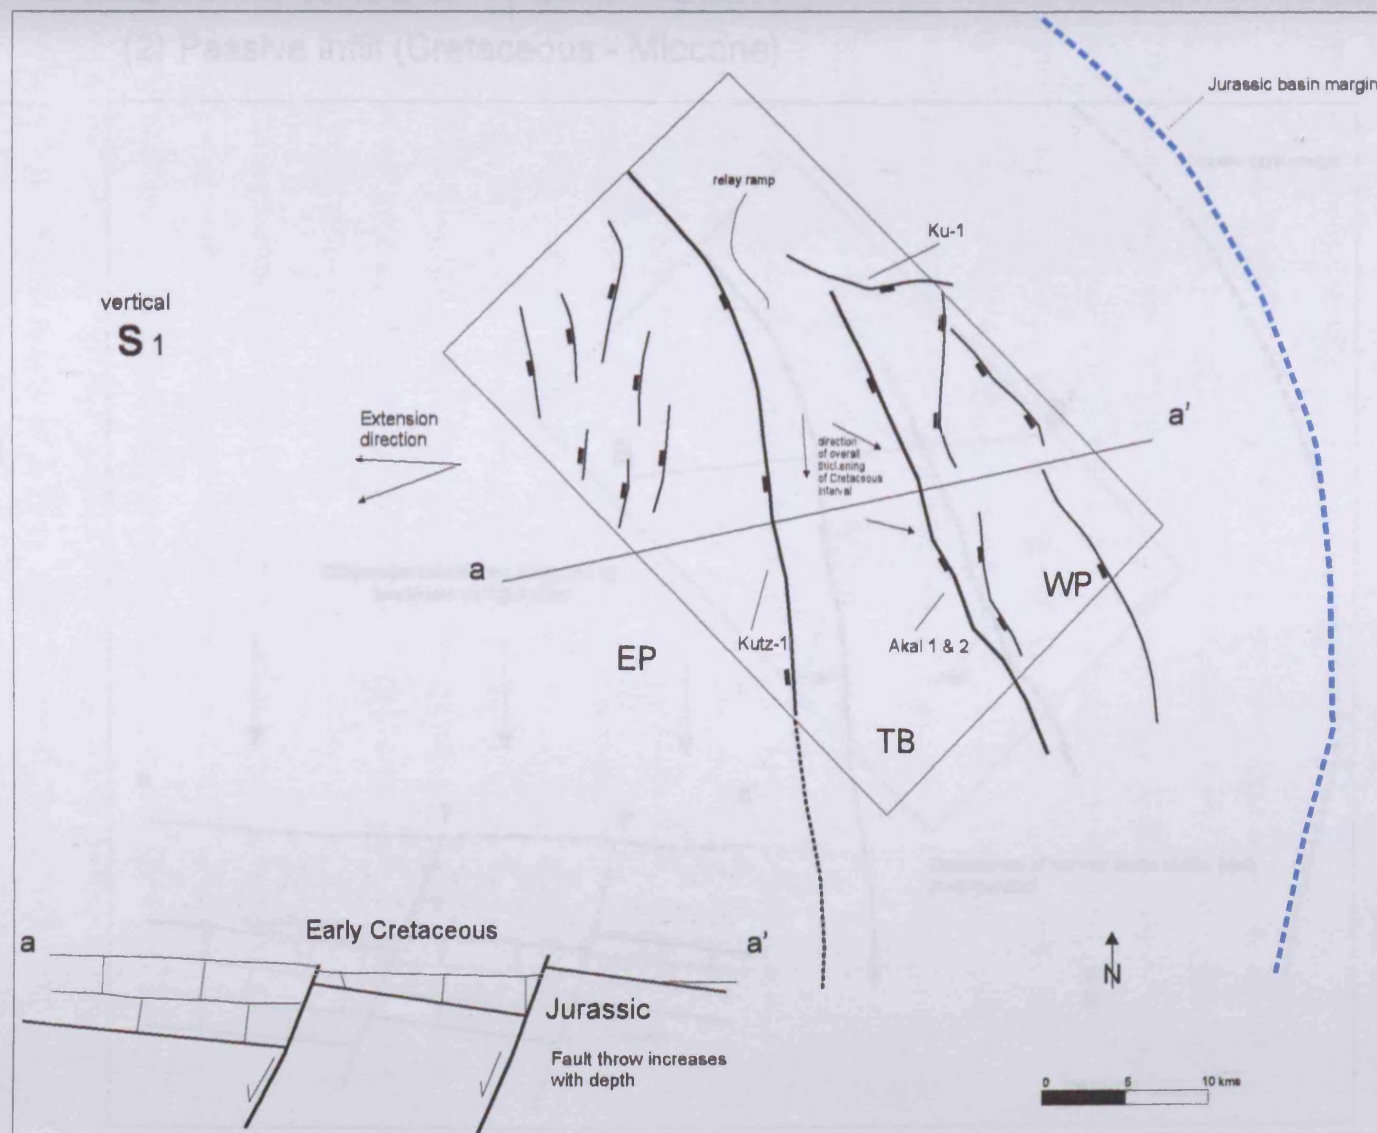 (2) Passive infill (Cretaceous - Miocene)
Jurassic basin margin
relay ramp
Ku-1
vertical
S 1
Extension
direction
a'
direction
of overall
thickening
of Cretaceous
interval
a
WP
Kutz-1
Akal 1 & 2
EP
TB
Early Cretaceous
a
a'
N
Jurassic
Fault throw increases
with depth
0 5 10 kms